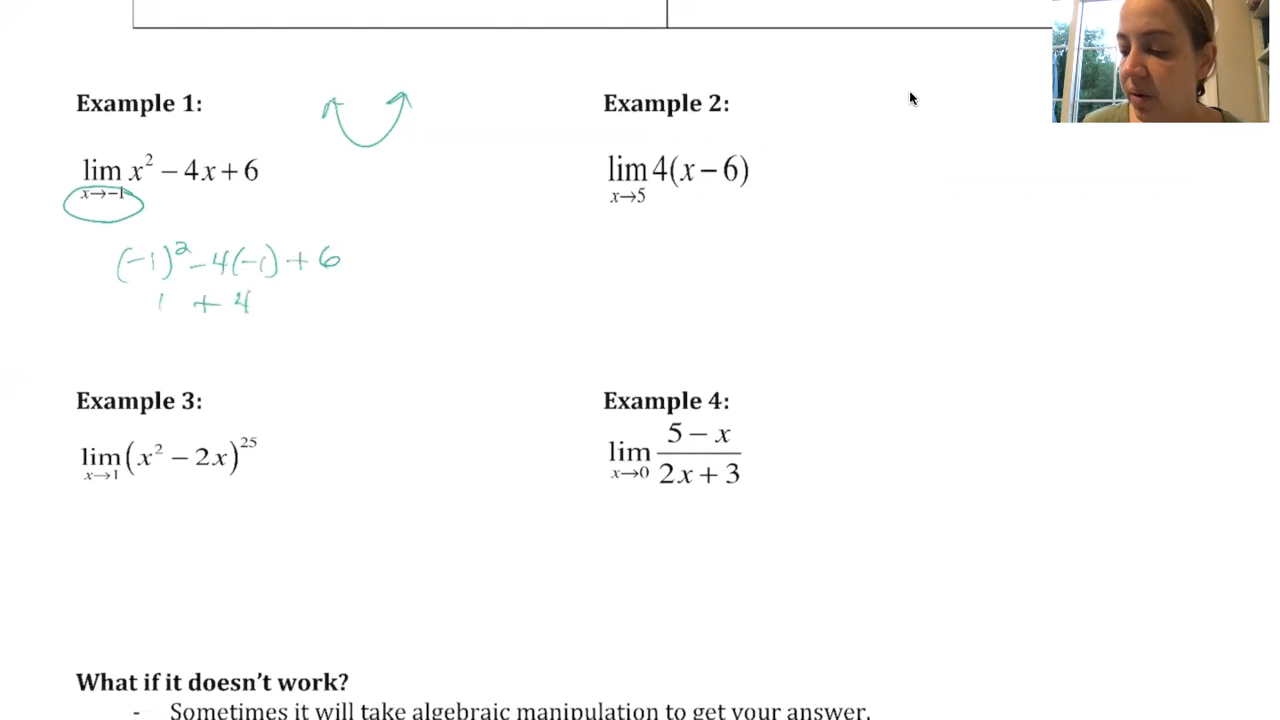 Example 1:
lim x² − 4x + 6
x→−1
(-1)² - 4(-1) + 6
1 + 4
Example 2:
lim 4(x − 6)
x→5
Example 3:
lim (x² − 2x)²⁵
x→1
Example 4:
lim (5 − x)/(2x + 3)
x→0
What if it doesn’t work?
- Sometimes it will take algebraic manipulation to get your answer.